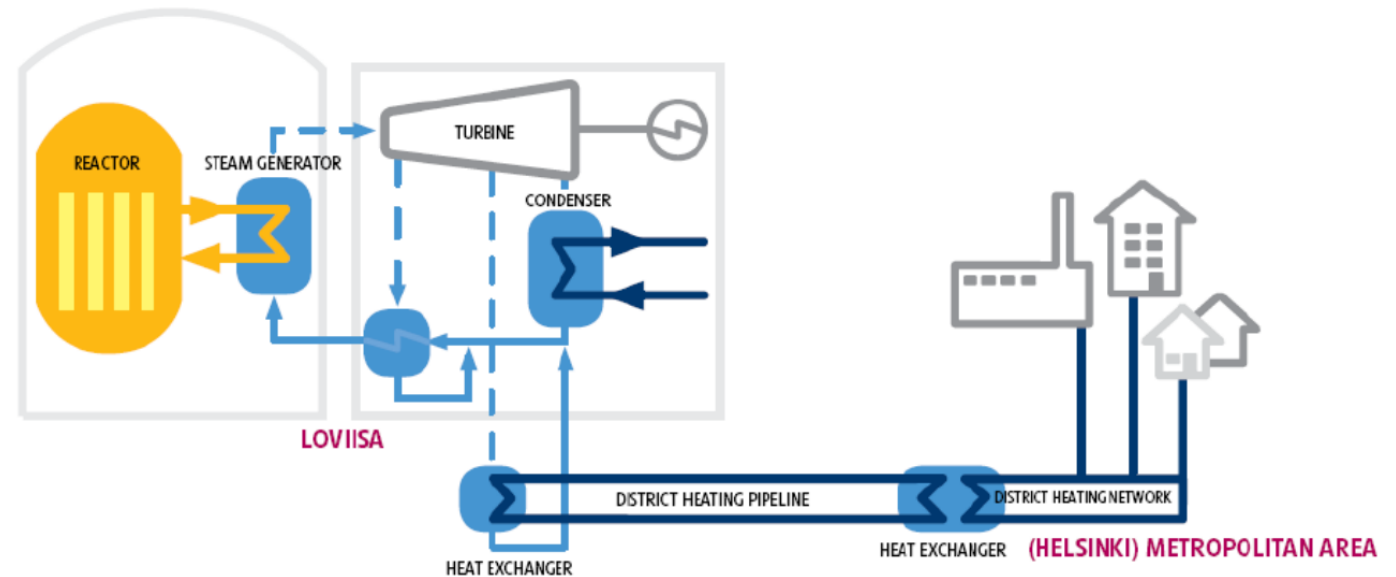 TURBINE
REACTOR
STEAM GENERATOR
CONDENSER
LOVIISA
DISTRICT HEATING PIPELINE
DISTRICT HEATING NETWORK
HEAT EXCHANGER
(HELSINKI) METROPOLITAN AREA
HEAT EXCHANGER